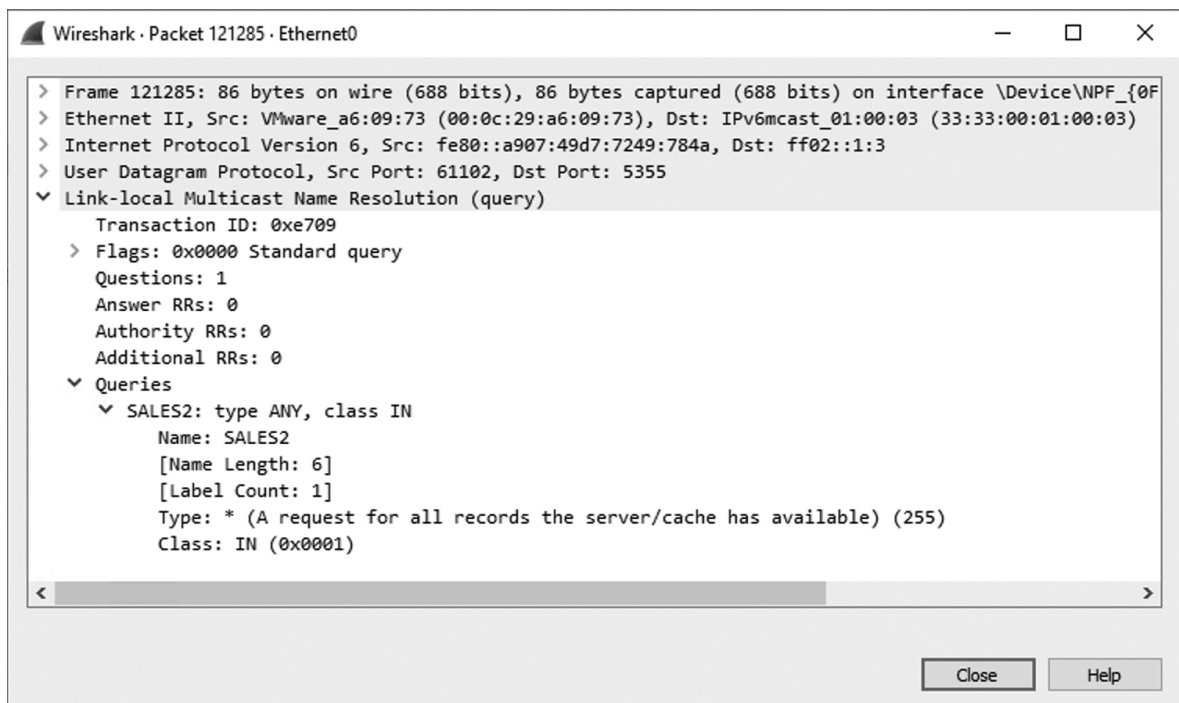 Wireshark · Packet 121285 · Ethernet0
Frame 121285: 86 bytes on wire (688 bits), 86 bytes captured (688 bits) on interface \Device\NPF_{0F
Ethernet II, Src: VMware_a6:09:73 (00:0c:29:a6:09:73), Dst: IPv6mcast_01:00:03 (33:33:00:01:00:03)
Internet Protocol Version 6, Src: fe80::a907:49d7:7249:784a, Dst: ff02::1:3
User Datagram Protocol, Src Port: 61102, Dst Port: 5355
Link-local Multicast Name Resolution (query)
Transaction ID: 0xe709
Flags: 0x0000 Standard query
Questions: 1
Answer RRs: 0
Authority RRs: 0
Additional RRs: 0
Queries
SALES2: type ANY, class IN
Name: SALES2
[Name Length: 6]
[Label Count: 1]
Type: * (A request for all records the server/cache has available) (255)
Class: IN (0x0001)
Close Help